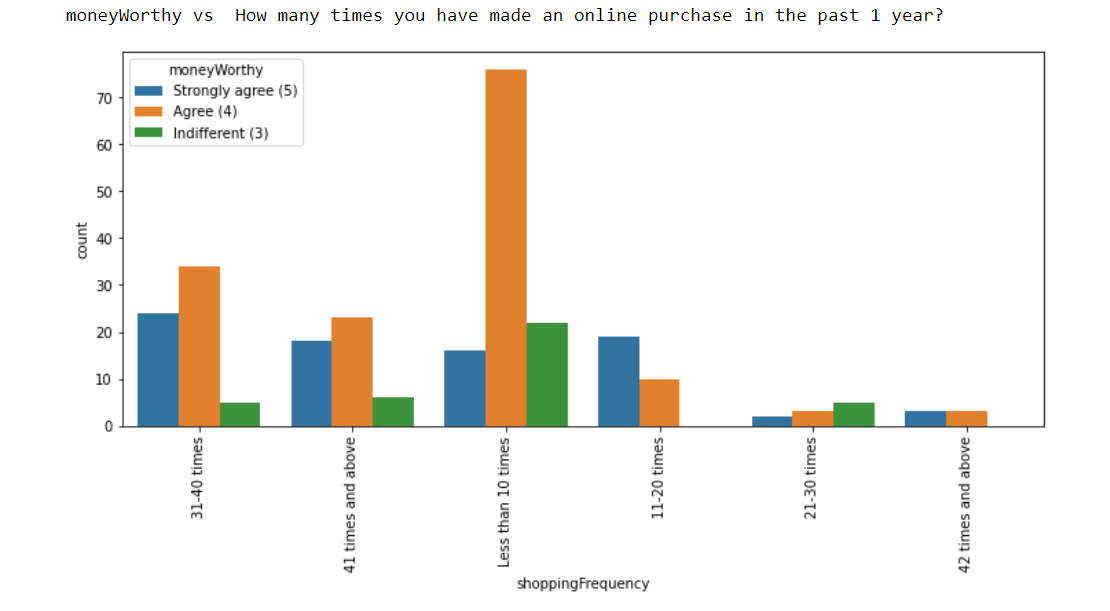 moneyWorthy vs  How many times you have made an online purchase in the past 1 year?
moneyWorthy
Strongly agree (5)
Agree (4)
Indifferent (3)
count
70
60
50
40
30
20
10
0
31-40 times
41 times and above
Less than 10 times
11-20 times
21-30 times
42 times and above
shoppingFrequency